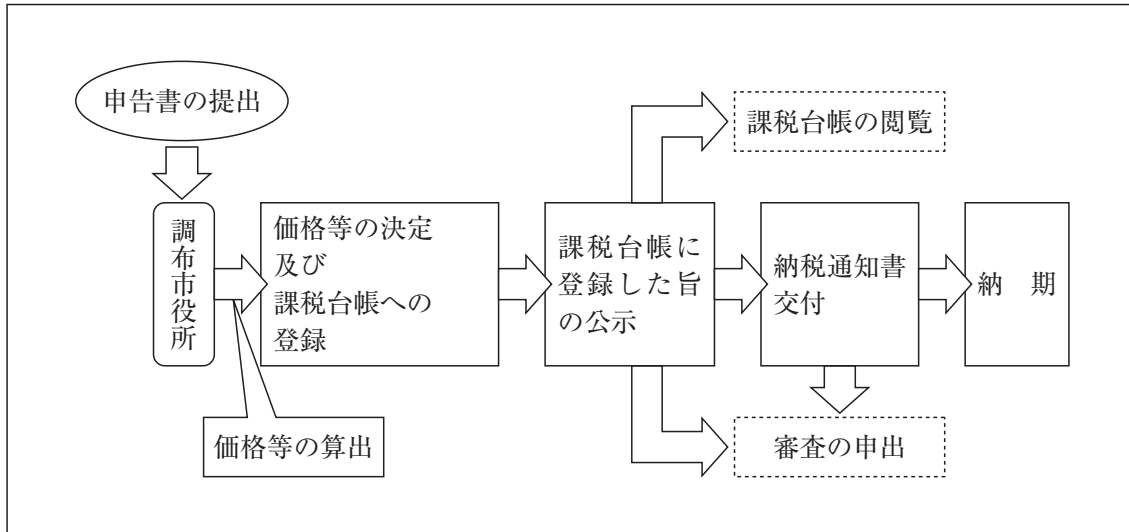 申告書の提出
調布市役所
価格等の算出
価格等の決定
及び
課税台帳への
登録
課税台帳に
登録した旨
の公示
課税台帳の閲覧
納税通知書
交付
審査の申出
納　期